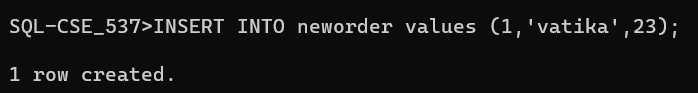 SQL-CSE_537>INSERT INTO neworder values (1,'vatika',23);
1 row created.